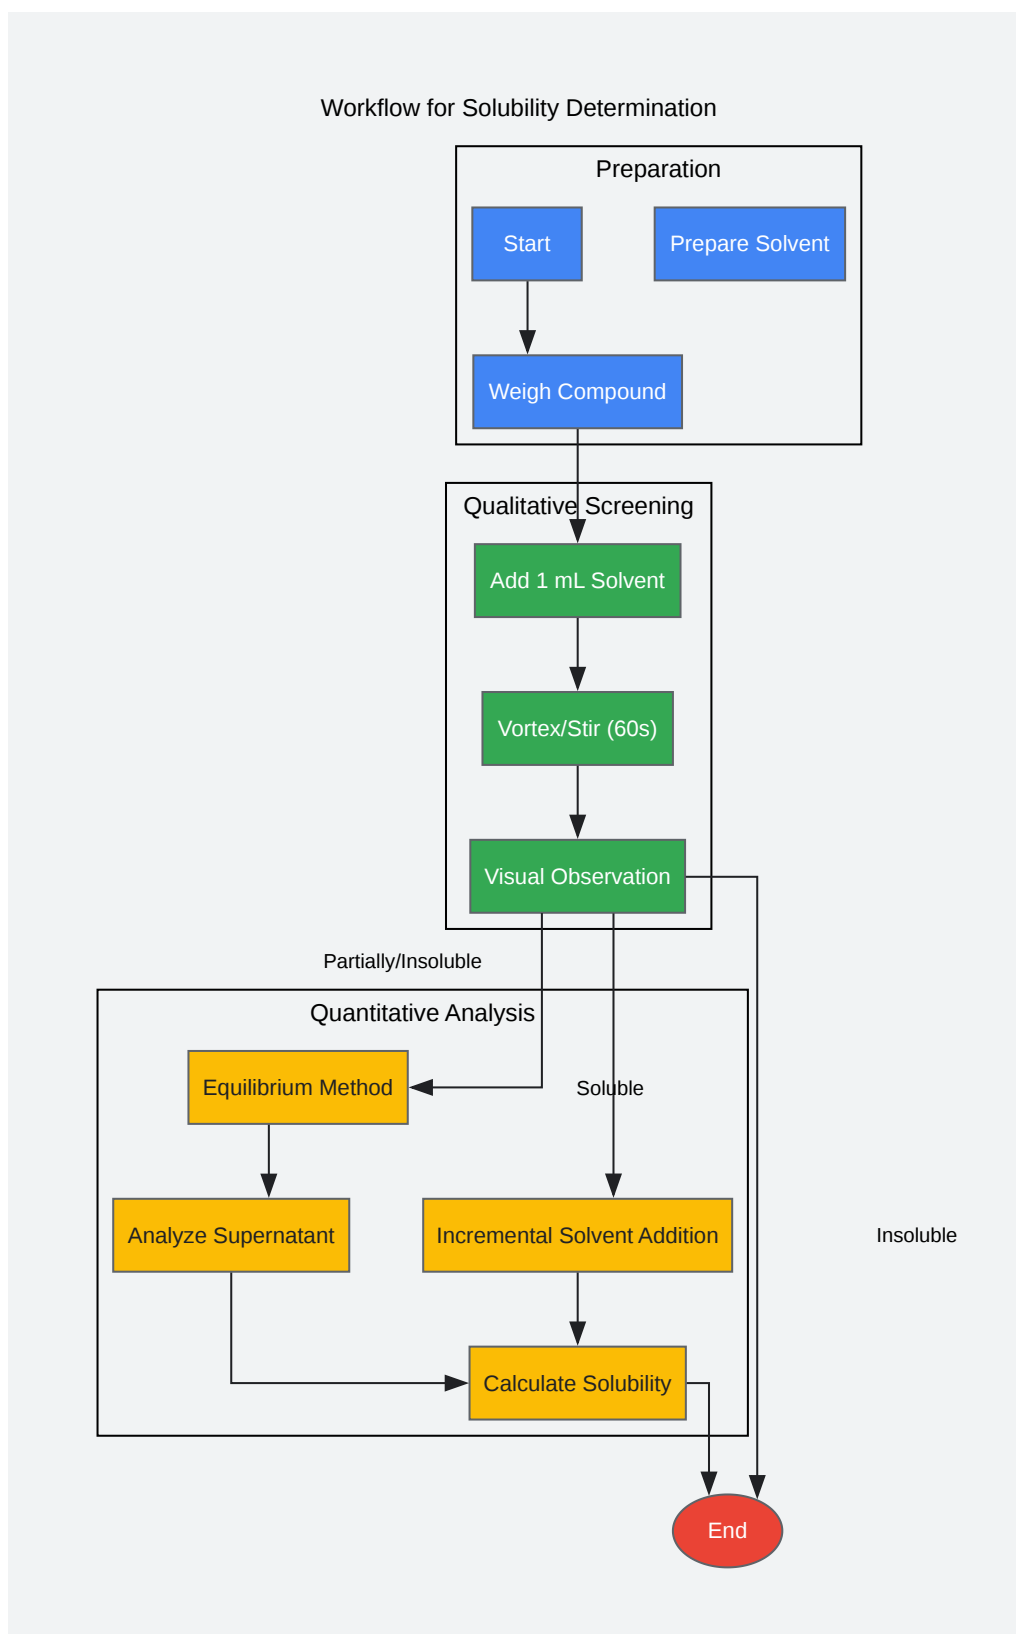 Workflow for Solubility Determination
Preparation
Start
Prepare Solvent
Weigh Compound
Qualitative Screening
Add 1 mL Solvent
Vortex/Stir (60s)
Visual Observation
Partially/Insoluble
Quantitative Analysis
Equilibrium Method
Soluble
Analyze Supernatant
Incremental Solvent Addition
Insoluble
Calculate Solubility
End